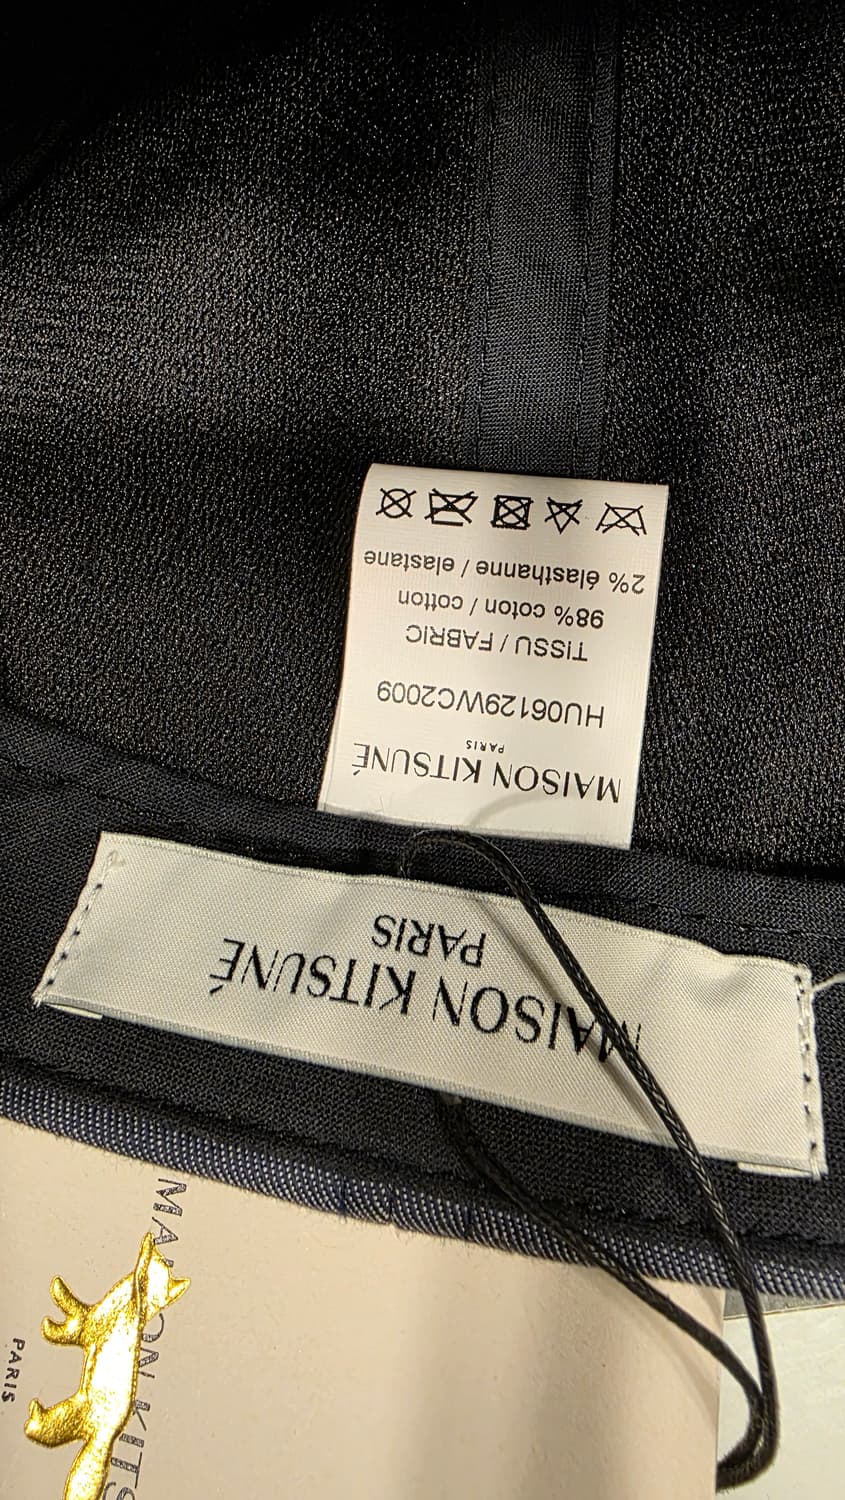 MAISON KITSUNÉ
PARIS
HU06129WC2009
TISSU / FABRIC
98% coton / cotton
2% élasthanne / elastane
MAISON KITSUNÉ
PARIS
PARIS